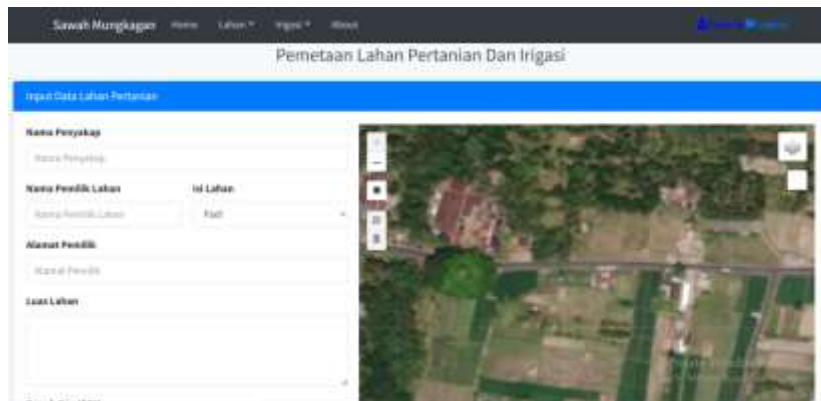 Sawah Mungkagan Home Lahan Irigasi About
Pemetaan Lahan Pertanian Dan Irigasi
Input Data Lahan Pertanian
Nama Penyakap
Nama Penyakap
Nama Pemilik Lahan Isi Lahan
Nama Pemilik Lahan Padi
Alamat Pemilik
Alamat Pemilik
Luas Lahan